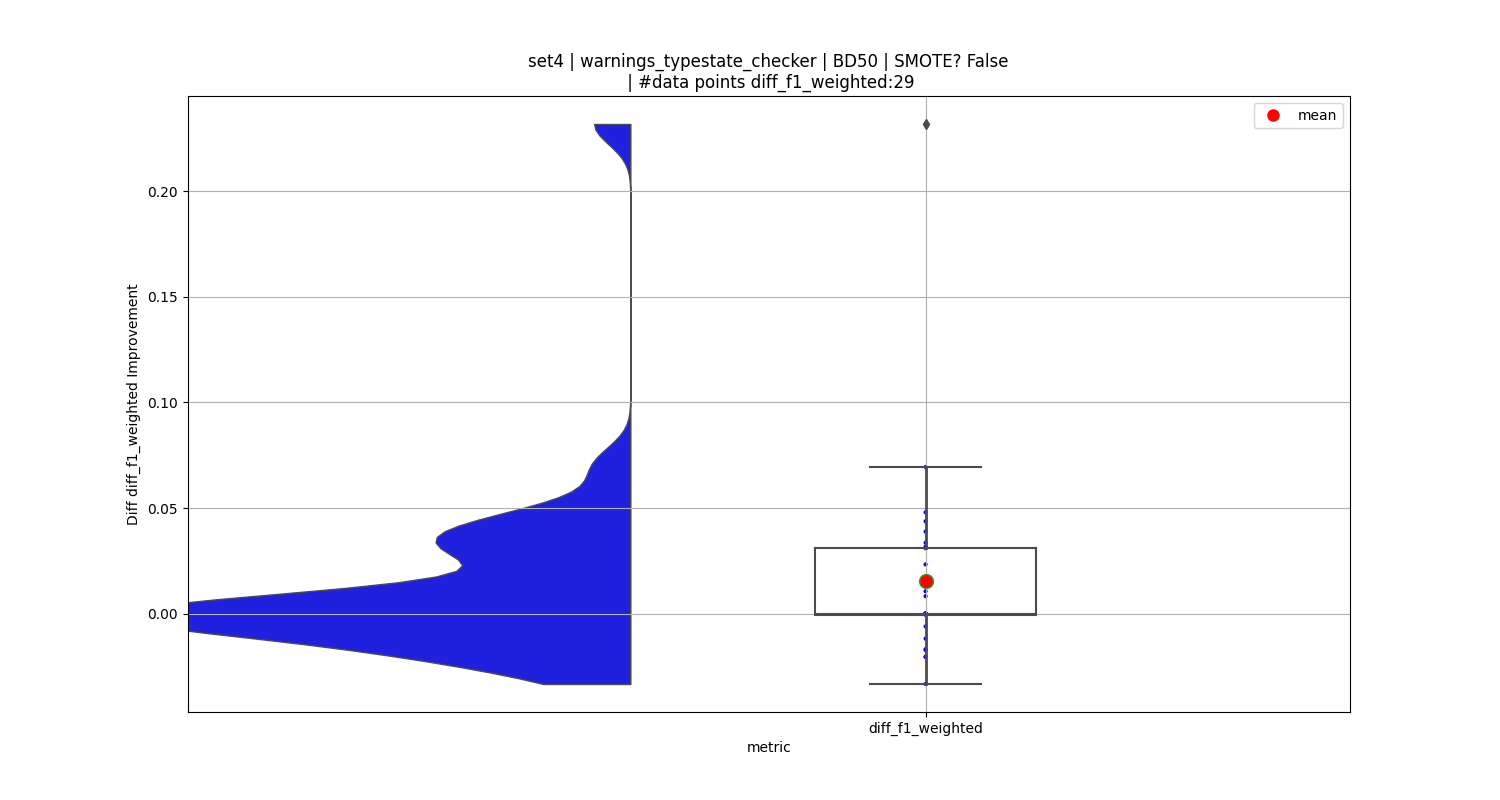 set4 | warnings_typestate_checker | BD50 | SMOTE? False
| #data points diff_f1_weighted:29
mean
0.20
0.15
0.10
0.05
0.00
Diff diff_f1_weighted Improvement
diff_f1_weighted
metric